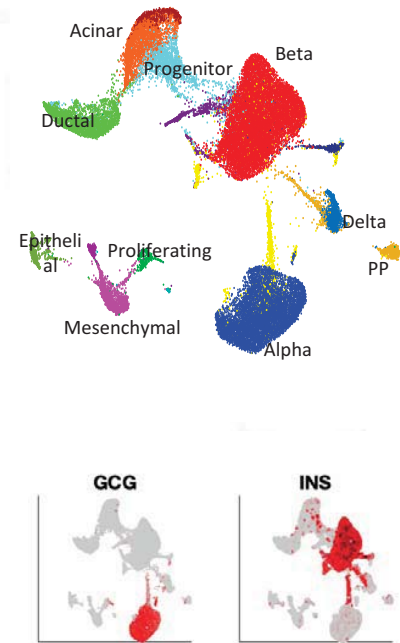 Acinar
Progenitor
Beta
Ductal
Delta
Epitheli
al
Proliferating
PP
Mesenchymal
Alpha
GCG
INS